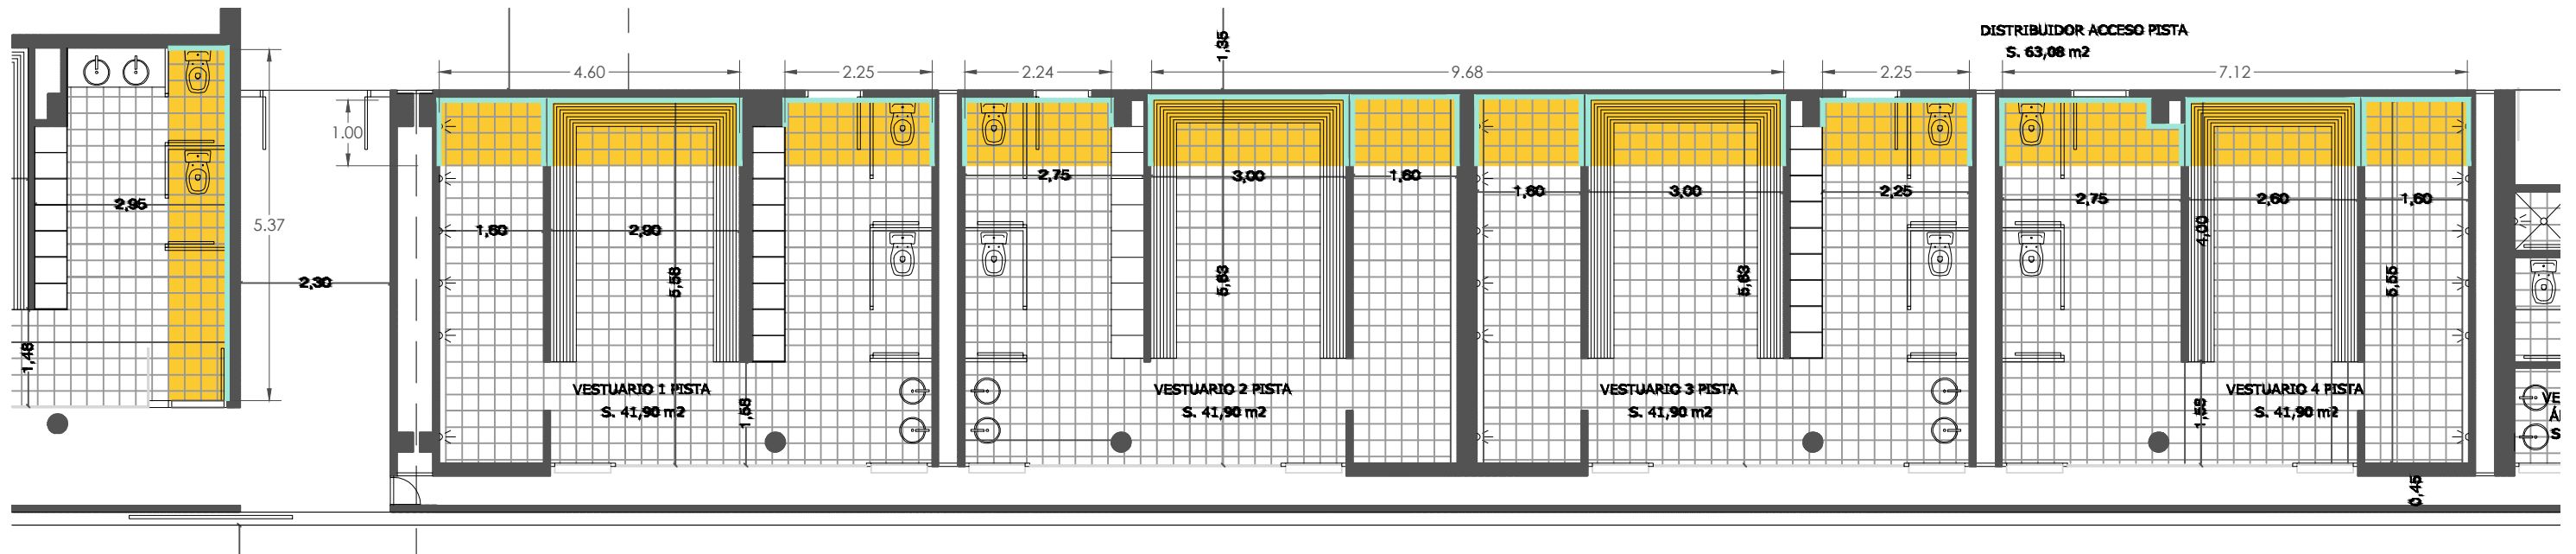 DISTRIBUIDOR ACCESO PISTA
S. 63,08 m2
1,35
4.60
2.25
2.24
9.68
2.25
7.12
1.00
5.37
2,95
2,30
1,48
1,60
2,90
5,58
2,75
3,00
1,60
5,63
1,60
3,00
2,25
5,63
2,75
4,00
2,60
1,60
5,55
VESTUARIO 1 PISTA
S. 41,90 m2
1,58
VESTUARIO 2 PISTA
S. 41,90 m2
VESTUARIO 3 PISTA
S. 41,90 m2
VESTUARIO 4 PISTA
S. 41,90 m2
1,58
0,45
VE
Á
S